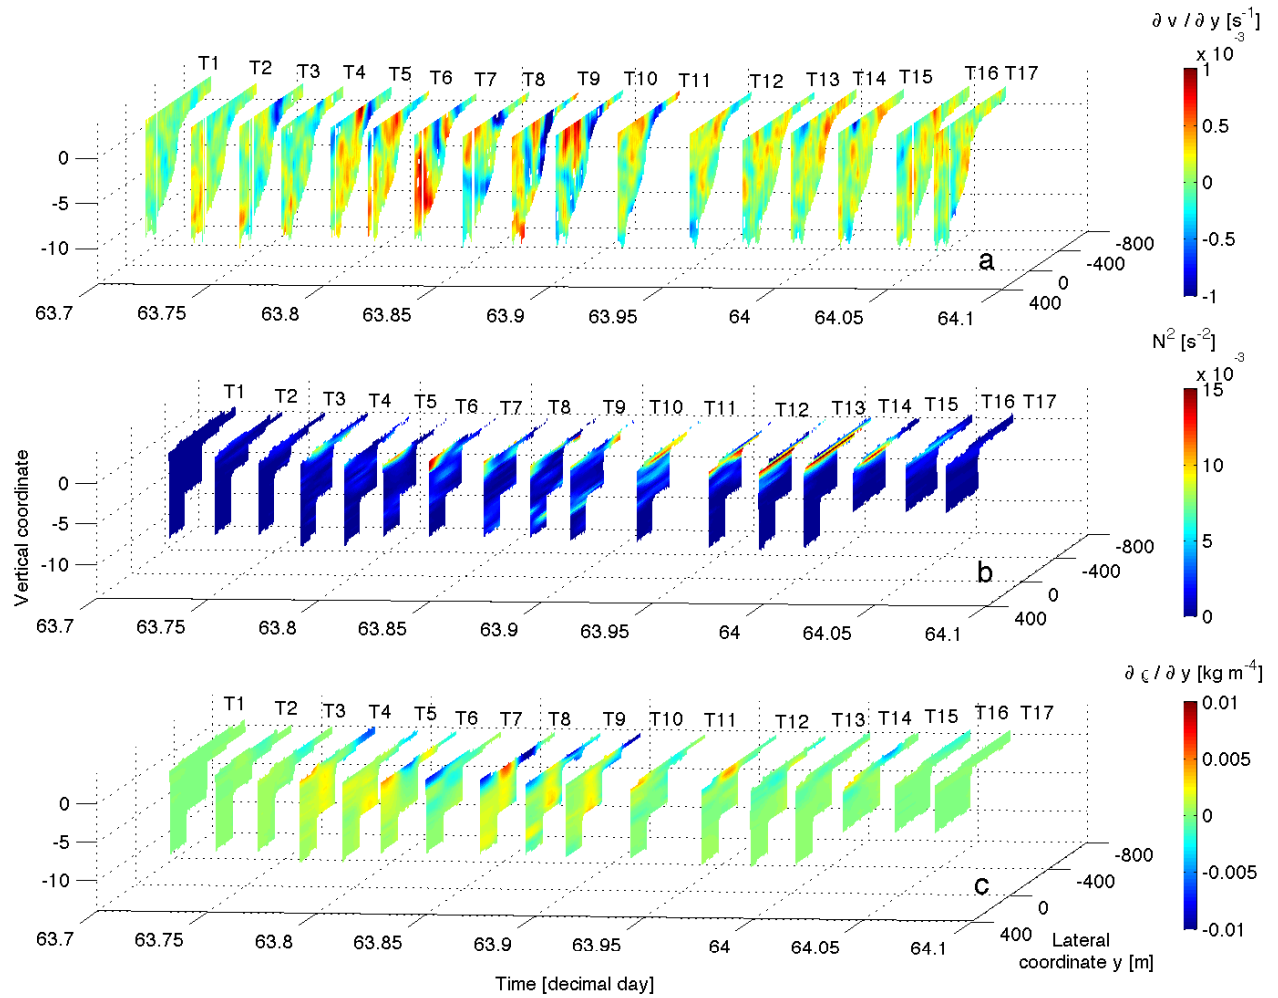 ∂ v / ∂ y [s-1]
x 10-3
T1 T2 T3 T4 T5 T6 T7 T8 T9 T10 T11 T12 T13 T14 T15 T16 T17
1
0.5
0
-0.5
-1
0
-5
-10
a
-800
-400
0
400
63.7 63.75 63.8 63.85 63.9 63.95 64 64.05 64.1
N2 [s-2]
x 10-3
T1 T2 T3 T4 T5 T6 T7 T8 T9 T10 T11 T12 T13 T14 T15 T16 T17
15
10
5
0
Vertical coordinate
0
-5
-10
b
-800
-400
0
400
63.7 63.75 63.8 63.85 63.9 63.95 64 64.05 64.1
∂ ς / ∂ y [kg m-4]
T1 T2 T3 T4 T5 T6 T7 T8 T9 T10 T11 T12 T13 T14 T15 T16 T17
0.01
0.005
0
-0.005
-0.01
0
-5
-10
c
-800
-400
0
400
63.7 63.75 63.8 63.85 63.9 63.95 64 64.05 64.1
Lateral
coordinate y [m]
Time [decimal day]